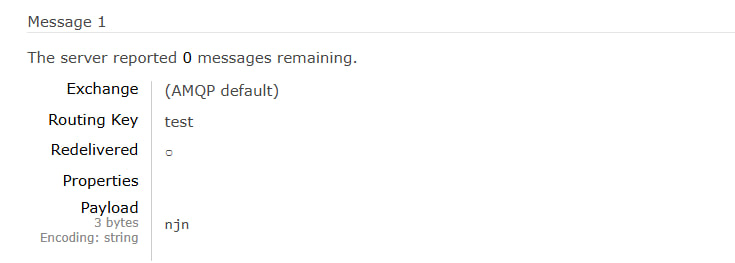 Message 1
The server reported 0 messages remaining.
Exchange (AMQP default)
Routing Key test
Redelivered ○
Properties
Payload
3 bytes
Encoding: string
njn